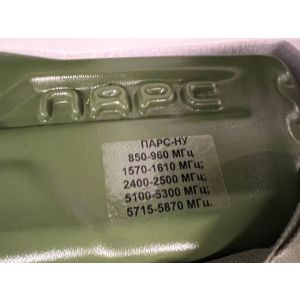 ПАРС
ПАРС-НУ
850-960 МГц
1570-1610 МГц;
2400-2500 МГц;
5100-5300 МГц;
5715-5870 МГц.